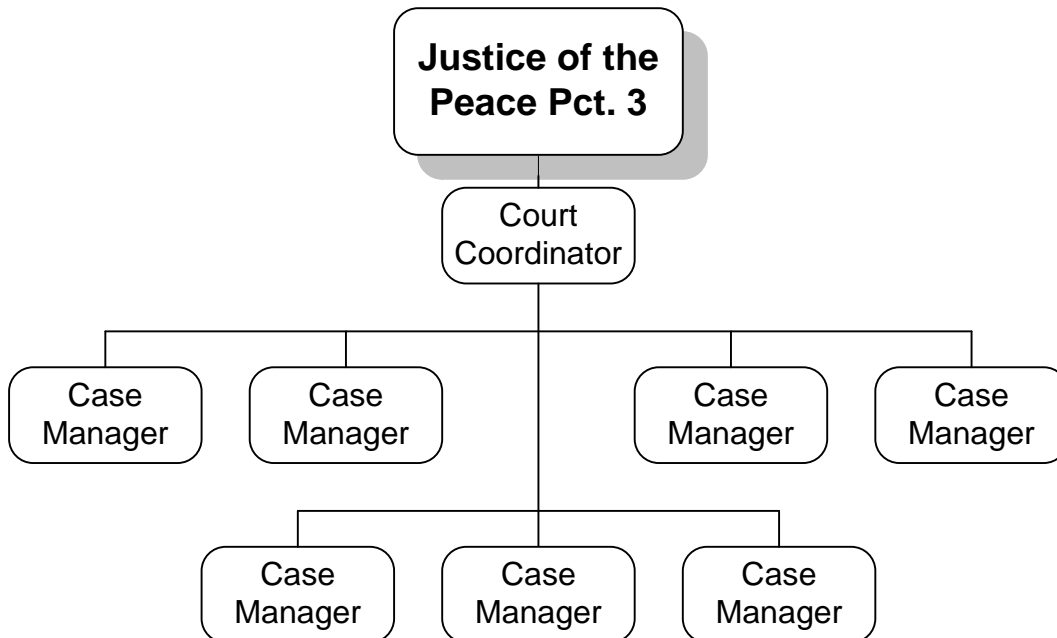 Justice of the
Peace Pct. 3
Court
Coordinator
Case
Manager
Case
Manager
Case
Manager
Case
Manager
Case
Manager
Case
Manager
Case
Manager